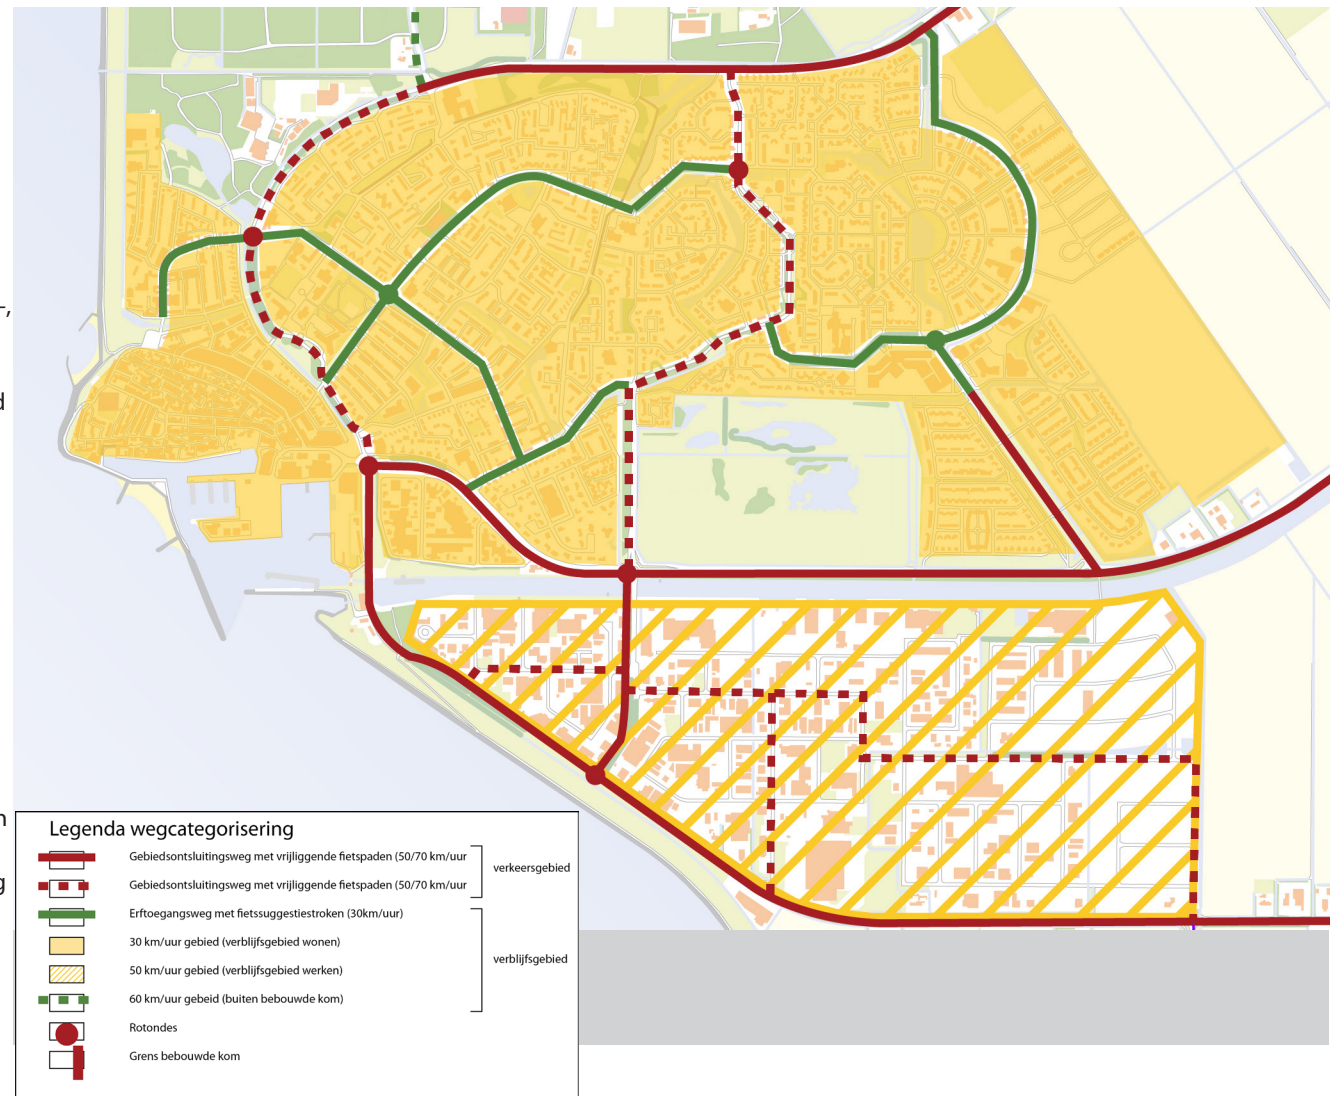 -,
d
n
g
Legenda wegcategorisering
Gebiedsontsluitingsweg met vrijliggende fietspaden (50/70 km/uur
verkeersgebied
Gebiedsontsluitingsweg met vrijliggende fietspaden (50/70 km/uur
Erftoegangsweg met fietssuggestiestroken (30km/uur)
30 km/uur gebied (verblijfsgebied wonen)
verblijfsgebied
50 km/uur gebied (verblijfsgebied werken)
60 km/uur gebeid (buiten bebouwde kom)
Rotondes
Grens bebouwde kom